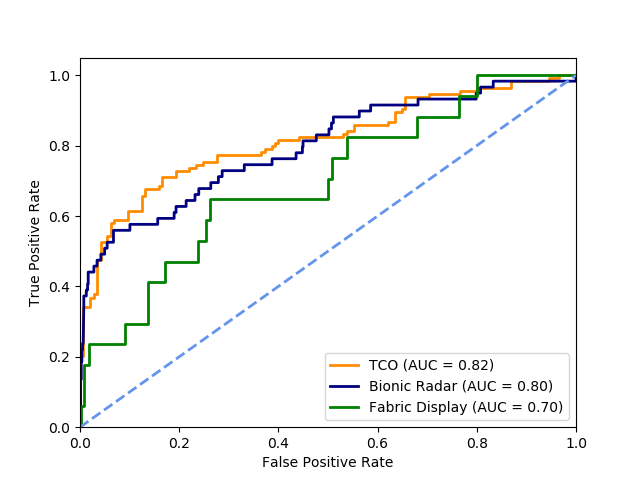 1.0
0.8
0.6
0.4
0.2
0.0
True Positive Rate
0.0 0.2 0.4 0.6 0.8 1.0
False Positive Rate
TCO (AUC = 0.82)
Bionic Radar (AUC = 0.80)
Fabric Display (AUC = 0.70)